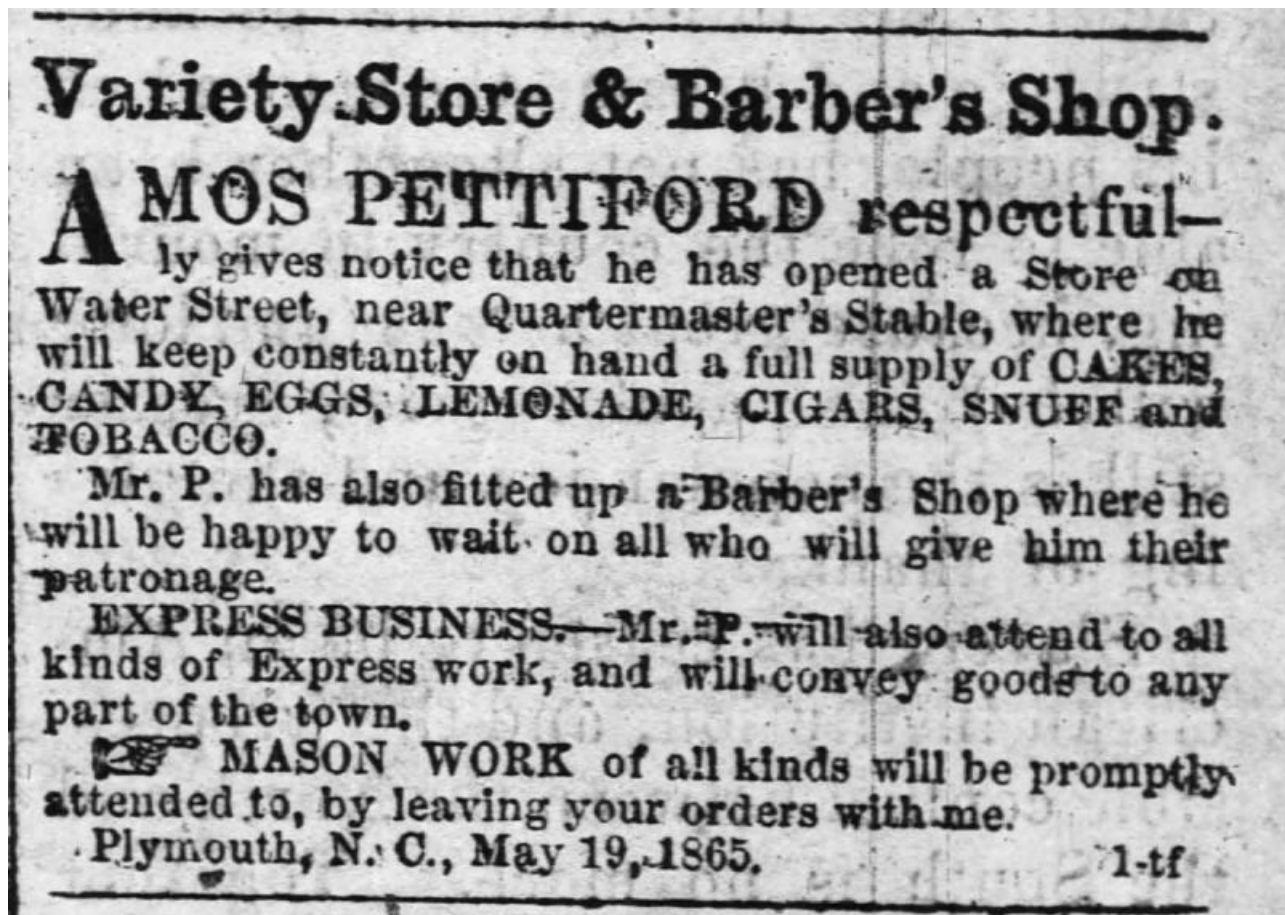 Variety Store & Barber's Shop.
AMOS PETTIFORD respectful-
ly gives notice that he has opened a Store on
Water Street, near Quartermaster's Stable, where he
will keep constantly on hand a full supply of CAKES,
CANDY, EGGS, LEMONADE, CIGARS, SNUFF and
TOBACCO.
Mr. P. has also fitted up a Barber's Shop where he
will be happy to wait on all who will give him their
patronage.
EXPRESS BUSINESS.—Mr. P. will also attend to all
kinds of Express work, and will convey goods to any
part of the town.
☞ MASON WORK of all kinds will be promptly
attended to, by leaving your orders with me.
Plymouth, N. C., May 19, 1865. 1-tf